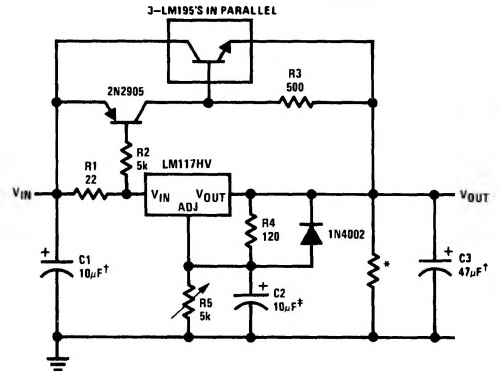 3–LM195'S IN PARALLEL
2N2905
R3
500
R2
5k
LM117HV
R1
22
VIN
VIN
VOUT
ADJ
VOUT
R4
120
1N4002
*
+
C1
10µF†
R5
5k
+
C2
10µF‡
+
C3
47µF†